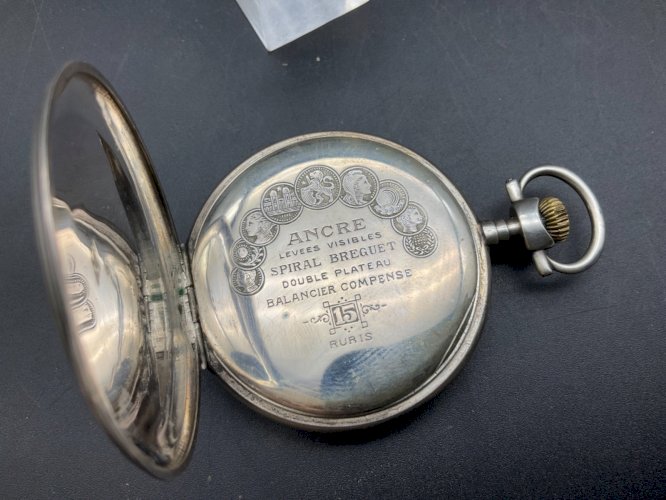 ANCRE
LEVEES VISIBLES
SPIRAL BREGUET
DOUBLE PLATEAU
BALANCIER COMPENSE
15
RUBIS